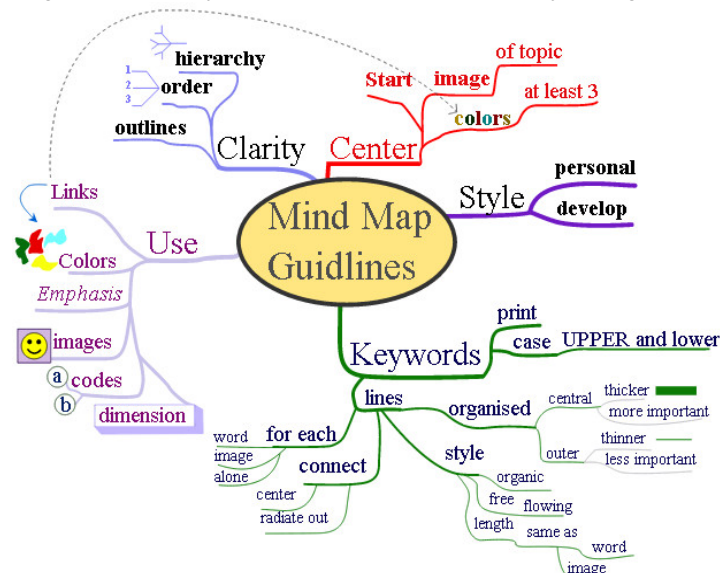 Mind Map
Guidlines
Center
Start
image
of topic
colors
at least 3
Style
personal
develop
Keywords
print
case
UPPER and lower
lines
organised
central
thicker
more important
outer
thinner
less important
style
organic
free
flowing
length
same as
word
image
connect
center
radiate out
for each
word
image
alone
Use
Links
Colors
Emphasis
images
codes
a
b
dimension
Clarity
hierarchy
order
1
2
3
outlines